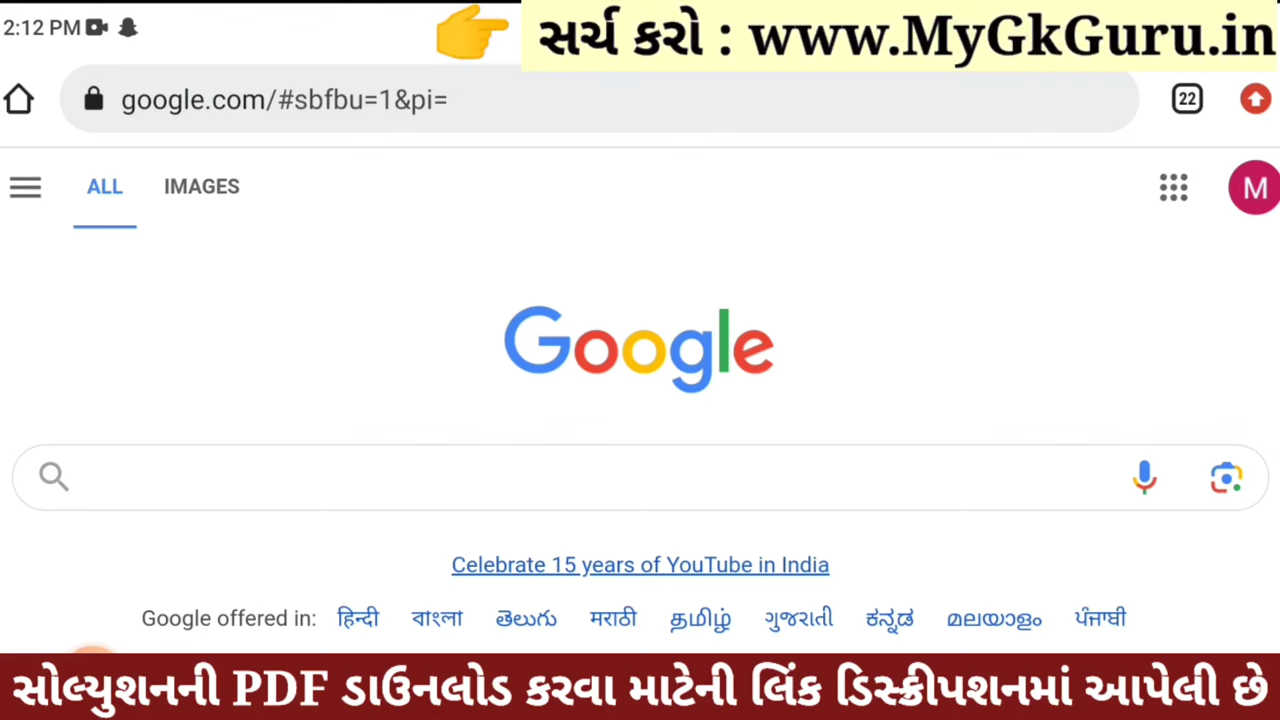 2:12 PM
સર્ચ કરો : www.MyGkGuru.in
google.com/#sbfbu=1&pi=
22
ALL IMAGES
M
Google
Celebrate 15 years of YouTube in India
Google offered in: हिन्दी বাংলা తెలుగు मराठी தமிழ் ગુજરાતી ಕನ್ನಡ മലയാളം ਪੰਜਾਬੀ
સોલ્યુશનની PDF ડાઉનલોડ કરવા માટેની લિંક ડિસ્ક્રીપશનમાં આપેલી છે